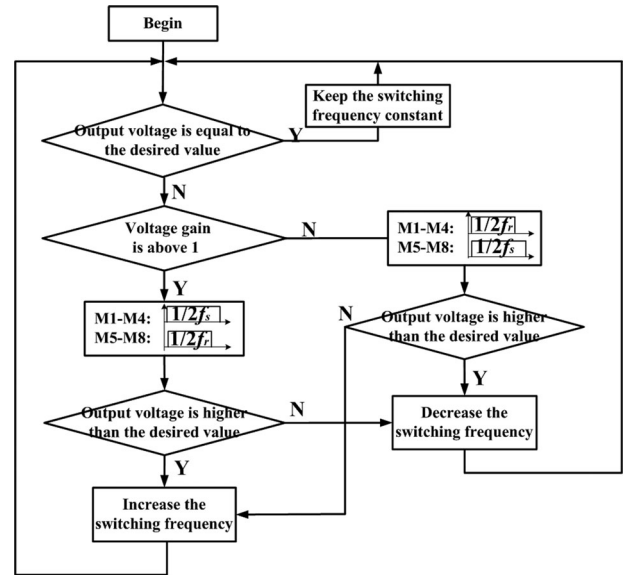 Begin
Keep the switching
frequency constant
Output voltage is equal to
the desired value
Y
N
Voltage gain
is above 1
N
M1-M4: 1/2fr
M5-M8: 1/2fs
Y
M1-M4: 1/2fs
M5-M8: 1/2fr
N
Output voltage is higher
than the desired value
Y
Output voltage is higher
than the desired value
N
Decrease the
switching frequency
Y
Increase the
switching frequency